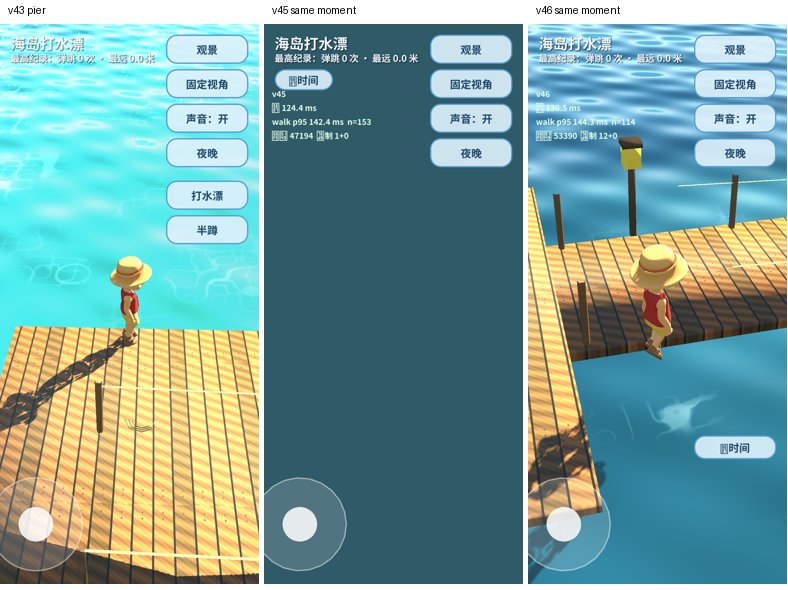 v43 pier
海岛打水漂
最高纪录：弹跳 0 次 · 最远 0.0 米
观景
固定视角
声音：开
夜晚
打水漂
半蹲
v45 same moment
海岛打水漂
最高纪录：弹跳 0 次 · 最远 0.0 米
时间
v45
124.4 ms
walk p95 142.4 ms n=153
47194 制 1+0
观景
固定视角
声音：开
夜晚
v46 same moment
海岛打水漂
最高纪录：弹跳 0 次 · 最远 0.0 米
v46
136.5 ms
walk p95 144.3 ms n=114
53390 制 12+0
观景
固定视角
声音：开
夜晚
时间